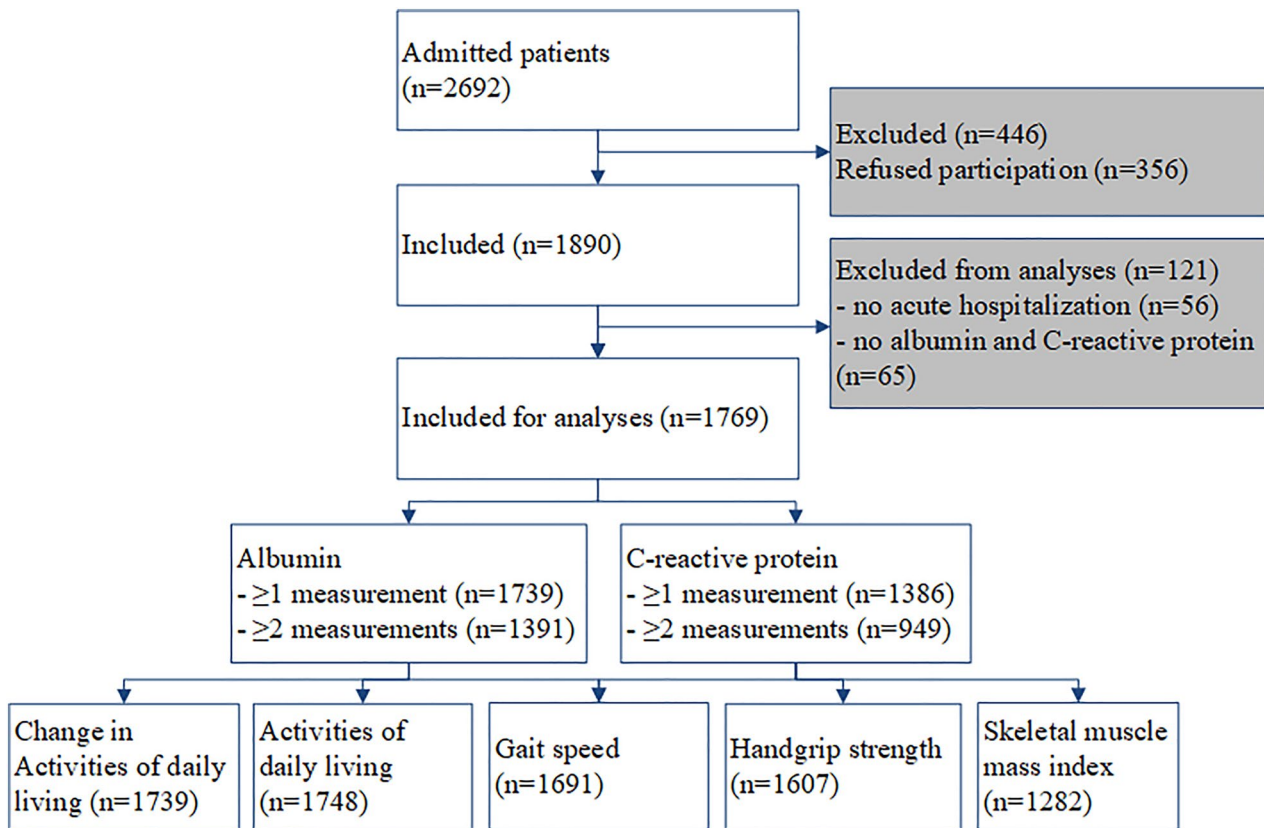 Admitted patients
(n=2692)
Excluded (n=446)
Refused participation (n=356)
Included (n=1890)
Excluded from analyses (n=121)
- no acute hospitalization (n=56)
- no albumin and C-reactive protein
(n=65)
Included for analyses (n=1769)
Albumin
- ≥1 measurement (n=1739)
- ≥2 measurements (n=1391)
C-reactive protein
- ≥1 measurement (n=1386)
- ≥2 measurements (n=949)
Change in
Activities of daily
living (n=1739)
Activities of
daily living
(n=1748)
Gait speed
(n=1691)
Handgrip strength
(n=1607)
Skeletal muscle
mass index
(n=1282)